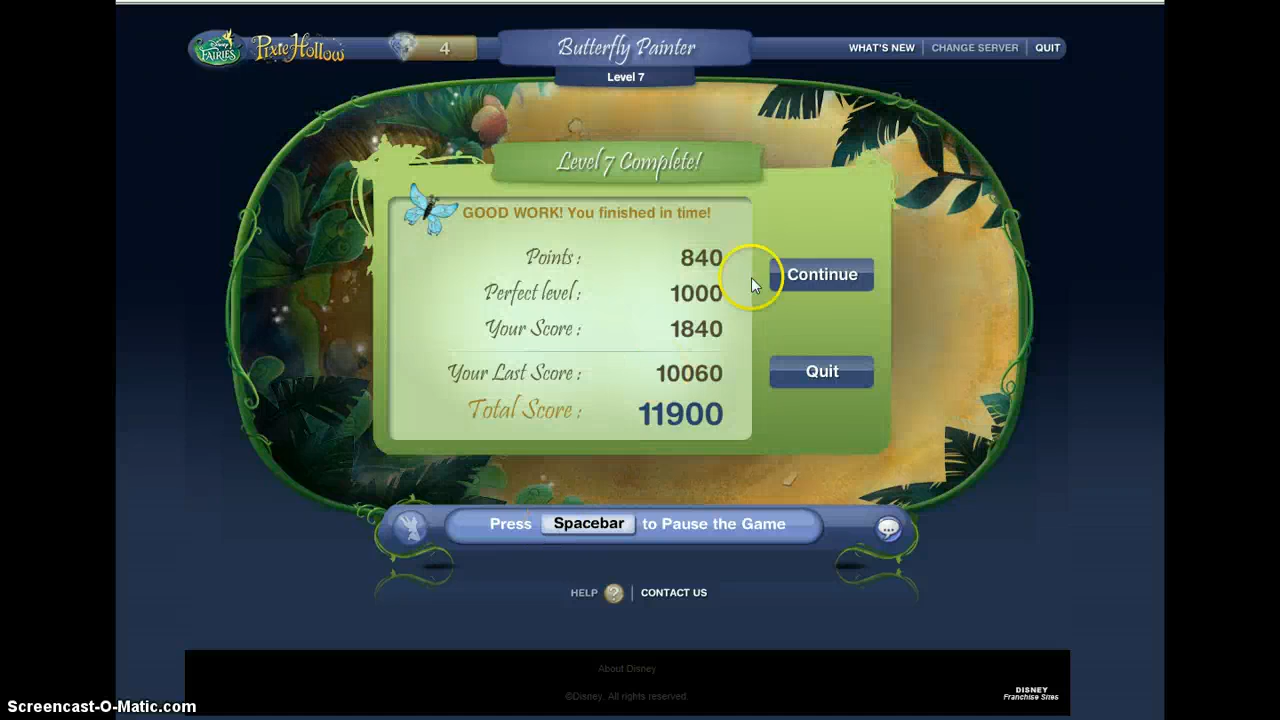 Disney
FAIRIES
Pixie Hollow
4
Butterfly Painter
Level 7
WHAT'S NEW
CHANGE SERVER
QUIT
Level 7 Complete!
GOOD WORK! You finished in time!
Points : 840
Perfect level : 1000
Your Score : 1840
Your Last Score : 10060
Total Score : 11900
Continue
Quit
Press Spacebar to Pause the Game
HELP ? | CONTACT US
About Disney
©Disney, All rights reserved.
DISNEY
Franchise Sites
Screencast-O-Matic.com